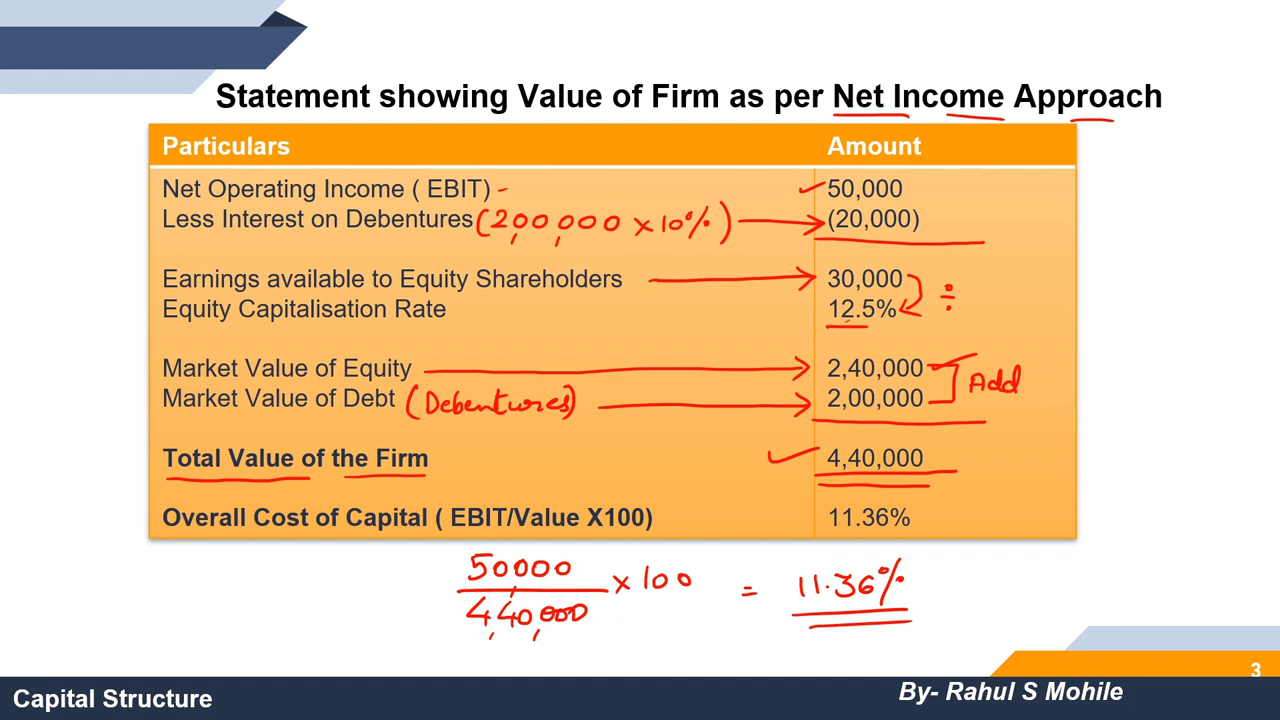 Statement showing Value of Firm as per Net Income Approach
Particulars Amount
Net Operating Income ( EBIT) - 50,000
Less Interest on Debentures (2,00,000 x 10%) (20,000)
Earnings available to Equity Shareholders 30,000
Equity Capitalisation Rate 12.5% ÷
Market Value of Equity 2,40,000
Market Value of Debt (Debentures) 2,00,000 Add
Total Value of the Firm 4,40,000
Overall Cost of Capital ( EBIT/Value X100) 11.36%
50,000
4,40,000 x 100 = 11.36%
3
Capital Structure By- Rahul S Mohile